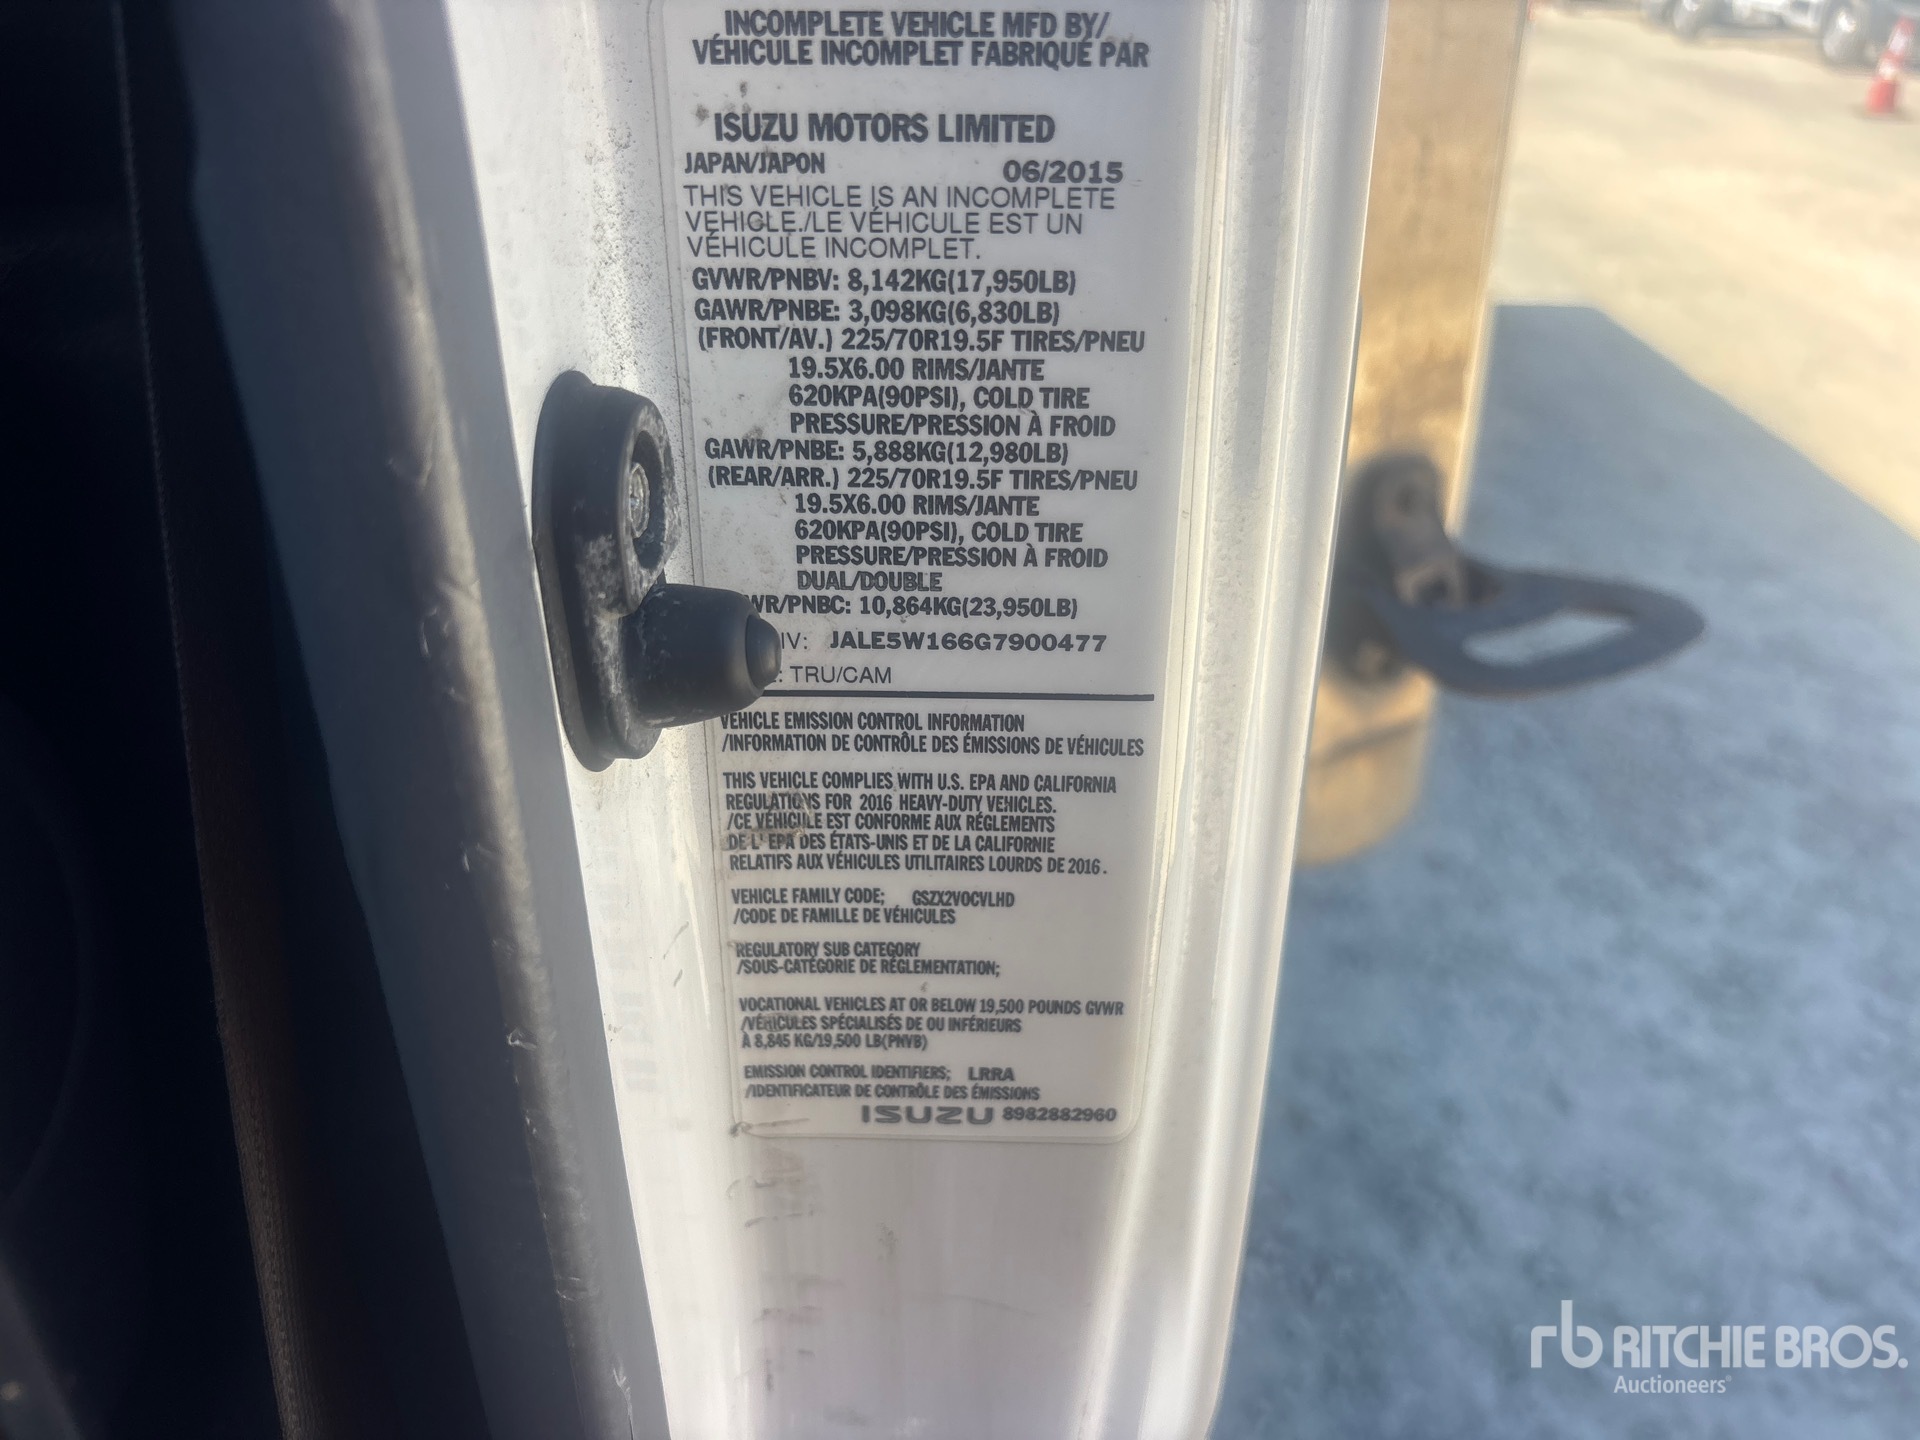 INCOMPLETE VEHICLE MFD BY/
VÉHICULE INCOMPLET FABRIQUÉ PAR
ISUZU MOTORS LIMITED
JAPAN/JAPON 06/2015
THIS VEHICLE IS AN INCOMPLETE
VEHICLE./LE VÉHICULE EST UN
VÉHICULE INCOMPLET.
GVWR/PNBV: 8,142KG(17,950LB)
GAWR/PNBE: 3,098KG(6,830LB)
(FRONT/AV.) 225/70R19.5F TIRES/PNEU
19.5X6.00 RIMS/JANTE
620KPA(90PSI), COLD TIRE
PRESSURE/PRESSION À FROID
GAWR/PNBE: 5,888KG(12,980LB)
(REAR/ARR.) 225/70R19.5F TIRES/PNEU
19.5X6.00 RIMS/JANTE
620KPA(90PSI), COLD TIRE
PRESSURE/PRESSION À FROID
DUAL/DOUBLE
WR/PNBC: 10,864KG(23,950LB)
IV: JALE5W166G7900477
: TRU/CAM
VEHICLE EMISSION CONTROL INFORMATION
/INFORMATION DE CONTRÔLE DES ÉMISSIONS DE VÉHICULES
THIS VEHICLE COMPLIES WITH U.S. EPA AND CALIFORNIA
REGULATIONS FOR 2016 HEAVY-DUTY VEHICLES.
/CE VÉHICULE EST CONFORME AUX RÉGLEMENTS
DE L' EPA DES ÉTATS-UNIS ET DE LA CALIFORNIE
RELATIFS AUX VÉHICULES UTILITAIRES LOURDS DE 2016.
VEHICLE FAMILY CODE; GSZX2VOCVLHD
/CODE DE FAMILLE DE VÉHICULES
REGULATORY SUB CATEGORY
/SOUS-CATÉGORIE DE RÉGLEMENTATION;
VOCATIONAL VEHICLES AT OR BELOW 19,500 POUNDS GVWR
/VÉHICULES SPÉCIALISÉS DE OU INFÉRIEURS
À 8,845 KG/19,500 LB(PNVB)
EMISSION CONTROL IDENTIFIERS; LRRA
/IDENTIFICATEUR DE CONTRÔLE DES ÉMISSIONS
ISUZU 8982882960
rb RITCHIE BROS.
Auctioneers